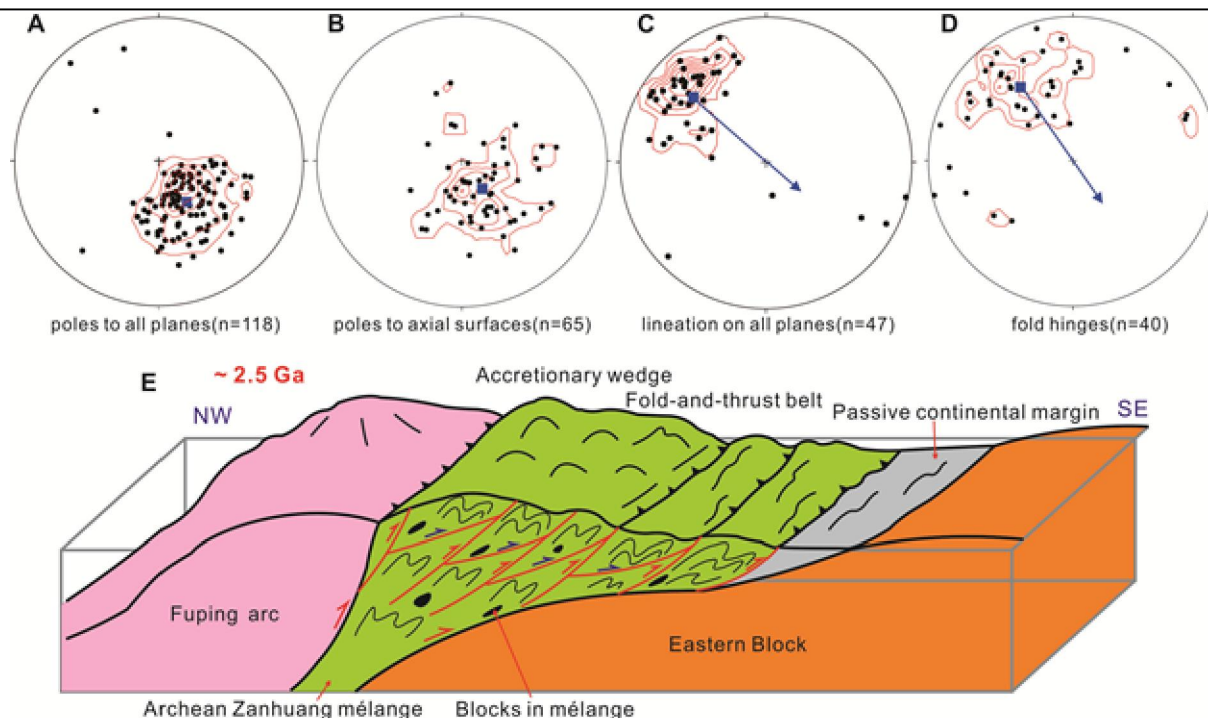 A
B
C
D
poles to all planes(n=118)
poles to axial surfaces(n=65)
lineation on all planes(n=47)
fold hinges(n=40)
E
~ 2.5 Ga
Accretionary wedge
NW
Fold-and-thrust belt
Passive continental margin
SE
Fuping arc
Eastern Block
Archean Zanhuang mélange
Blocks in mélange